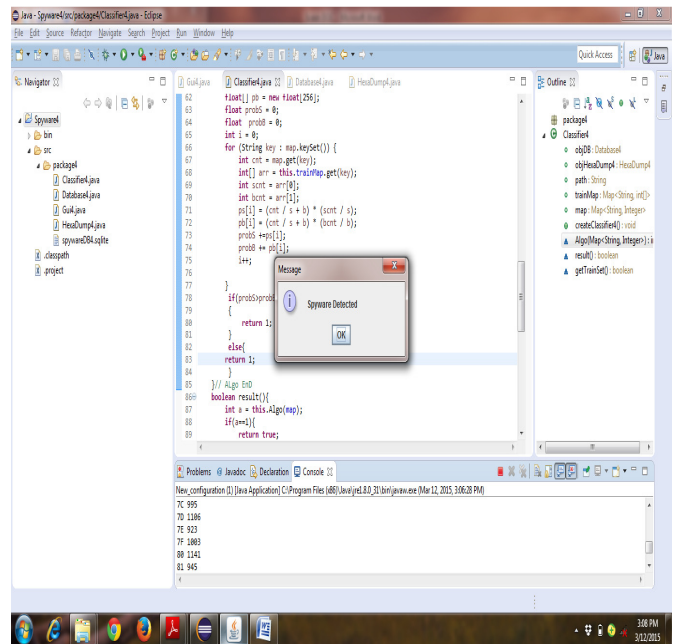 Java - Spyware4/src/package4/Classifier4.java - Eclipse
File Edit Source Refactor Navigate Search Project Run Window Help
Quick Access
Java
Navigator
Spyware4
bin
src
package4
Classifier4.java
Database4.java
Gui4.java
HexaDump4.java
spywareDB4.sqlite
.classpath
.project
Gui4.java Classifier4.java Database4.java HexaDump4.java
62 float[] pb = new float[256];
63 float probS = 0;
64 float probB = 0;
65 int i = 0;
66 for (String key : map.keySet()) {
67 int cnt = map.get(key);
68 int[] arr = this.trainMap.get(key);
69 int scnt = arr[0];
70 int bcnt = arr[1];
71 ps[i] = (cnt / s + b) * (scnt / s);
72 pb[i] = (cnt / s + b) * (bcnt / b);
73 probS +=ps[i];
74 probB += pb[i];
75 i++;
76
77 }
78 if(probS>prob
79 {
80 return 1;
81 }
82 else{
83 return 1;
84 }
85 }// ALgo EnD
86 boolean result(){
87 int a = this.Algo(map);
88 if(a==1){
89 return true;
Message
Spyware Detected
OK
Outline
package4
Classifier4
objDB : Database4
objHexaDump4 : HexaDump4
path : String
trainMap : Map<String, int[]>
map : Map<String, Integer>
createClassifier4() : void
Algo(Map<String, Integer>) : i
result() : boolean
getTrainSet() : boolean
Problems Javadoc Declaration Console
New_configuration (1) [Java Application] C:\Program Files (x86)\Java\jre1.8.0_31\bin\javaw.exe (Mar 12, 2015, 3:06:28 PM)
7C 995
7D 1106
7E 923
7F 1003
80 1141
81 945
3:08 PM
3/12/2015